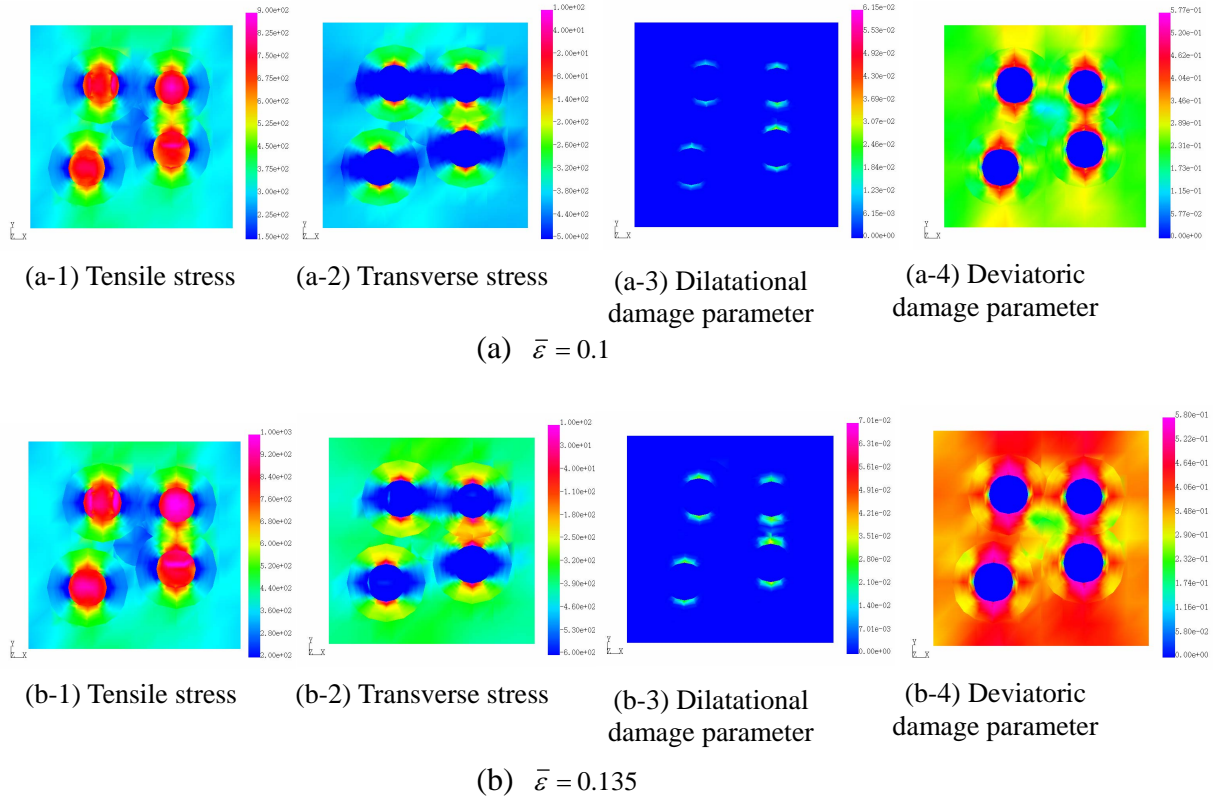 9.00e+02
8.25e+02
7.50e+02
6.75e+02
6.00e+02
5.25e+02
4.50e+02
3.75e+02
3.00e+02
2.25e+02
1.50e+02
Y
Z X
(a-1) Tensile stress
1.00e+02
4.00e+01
-2.00e+01
-8.00e+01
-1.40e+02
-2.00e+02
-2.60e+02
-3.20e+02
-3.80e+02
-4.40e+02
-5.00e+02
Y
Z X
(a-2) Transverse stress
6.15e-02
5.53e-02
4.92e-02
4.30e-02
3.69e-02
3.07e-02
2.46e-02
1.84e-02
1.23e-02
6.15e-03
0.00e+00
Y
Z X
(a-3) Dilatational
damage parameter
5.77e-01
5.20e-01
4.62e-01
4.04e-01
3.46e-01
2.89e-01
2.31e-01
1.73e-01
1.15e-01
5.77e-02
0.00e+00
Y
Z X
(a-4) Deviatoric
damage parameter
(a) ε̅ = 0.1
1.00e+03
9.20e+02
8.40e+02
7.60e+02
6.80e+02
6.00e+02
5.20e+02
4.40e+02
3.60e+02
2.80e+02
2.00e+02
Y
Z X
(b-1) Tensile stress
1.00e+02
3.00e+01
-4.00e+01
-1.10e+02
-1.80e+02
-2.50e+02
-3.20e+02
-3.90e+02
-4.60e+02
-5.30e+02
-6.00e+02
Y
Z X
(b-2) Transverse stress
7.01e-02
6.31e-02
5.61e-02
4.91e-02
4.21e-02
3.51e-02
2.80e-02
2.10e-02
1.40e-02
7.01e-03
0.00e+00
Y
Z X
(b-3) Dilatational
damage parameter
5.80e-01
5.22e-01
4.64e-01
4.06e-01
3.48e-01
2.90e-01
2.32e-01
1.74e-01
1.16e-01
5.80e-02
0.00e+00
Y
Z X
(b-4) Deviatoric
damage parameter
(b) ε̅ = 0.135